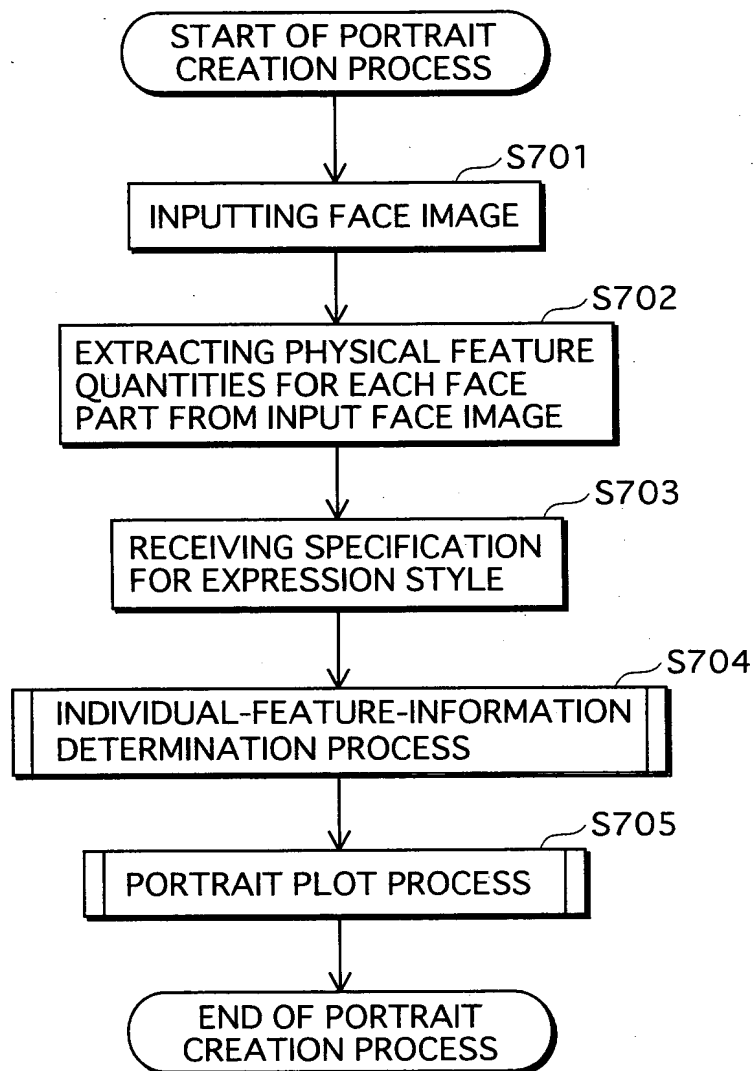 START OF PORTRAIT
CREATION PROCESS
S701
INPUTTING FACE IMAGE
S702
EXTRACTING PHYSICAL FEATURE
QUANTITIES FOR EACH FACE
PART FROM INPUT FACE IMAGE
S703
RECEIVING SPECIFICATION
FOR EXPRESSION STYLE
S704
INDIVIDUAL-FEATURE-INFORMATION
DETERMINATION PROCESS
S705
PORTRAIT PLOT PROCESS
END OF PORTRAIT
CREATION PROCESS